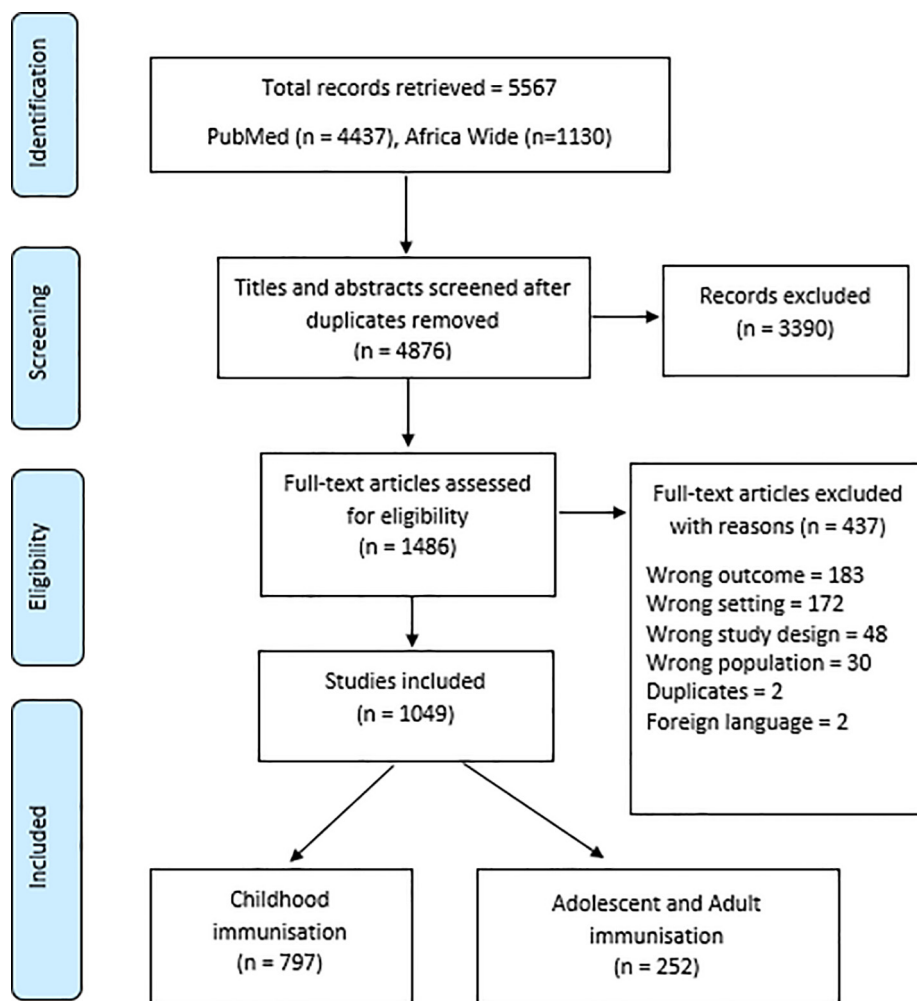 Identification
Total records retrieved = 5567
PubMed (n = 4437), Africa Wide (n=1130)
Screening
Titles and abstracts screened after
duplicates removed
(n = 4876)
Records excluded
(n = 3390)
Eligibility
Full-text articles assessed
for eligibility
(n = 1486)
Full-text articles excluded
with reasons (n = 437)
Wrong outcome = 183
Wrong setting = 172
Wrong study design = 48
Wrong population = 30
Duplicates = 2
Foreign language = 2
Studies included
(n = 1049)
Included
Childhood
immunisation
(n = 797)
Adolescent and Adult
immunisation
(n = 252)